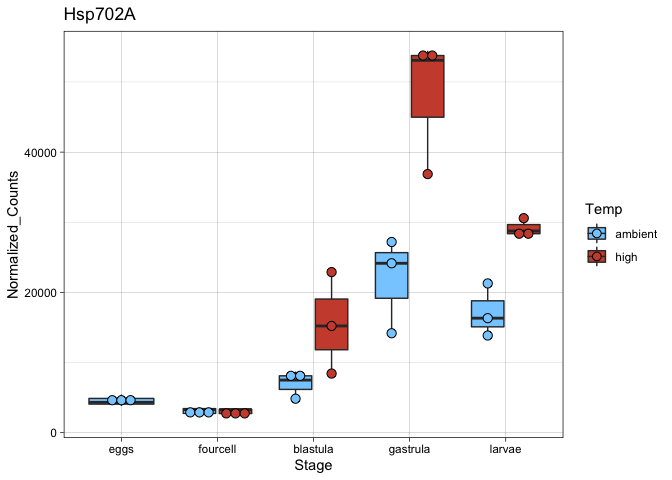 Hsp702A
Normalized_Counts
40000
20000
0
eggs
fourcell
blastula
gastrula
larvae
Stage
Temp
ambient
high